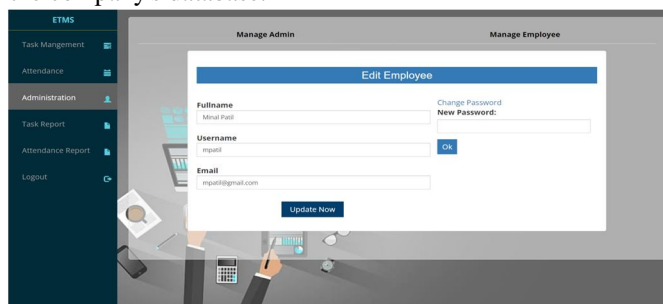 ETMS
Task Mangement
Attendance
Administration
Task Report
Attendance Report
Logout
Manage Admin
Manage Employee
Edit Employee
Fullname
Minal Patil
Username
mpatil
Email
mpatil@gmail.com
Update Now
Change Password
New Password:
Ok